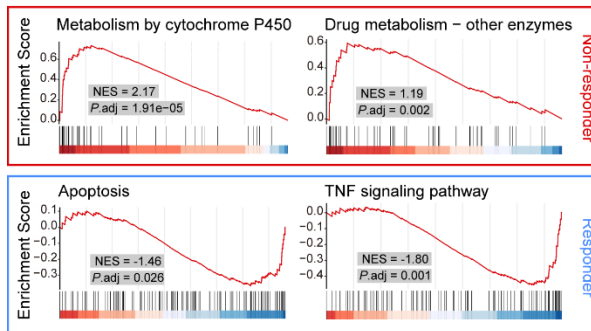 Metabolism by cytochrome P450
Drug metabolism − other enzymes
Enrichment Score
0.6
0.4
0.2
0.0
NES = 2.17
P.adj = 1.91e−05
0.6
0.4
0.2
0.0
NES = 1.19
P.adj = 0.002
Non-responder
Apoptosis
TNF signaling pathway
Enrichment Score
0.1
0.0
−0.1
−0.2
−0.3
NES = -1.46
P.adj = 0.026
0.0
−0.1
−0.2
−0.3
−0.4
NES = -1.80
P.adj = 0.001
Responder